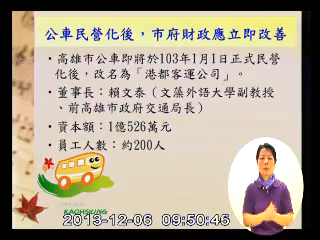 公車民營化後，市府財政應立即改善
・高雄市公車即將於103年1月1日正式民營
化後，改名為「港都客運公司」。
・董事長：賴文泰（文藻外語大學副教授
、前高雄市政府交通局長）
・資本額：1億526萬元
・員工人數：約200人
KAOHSIUNG
2013-12-06 09:50:45